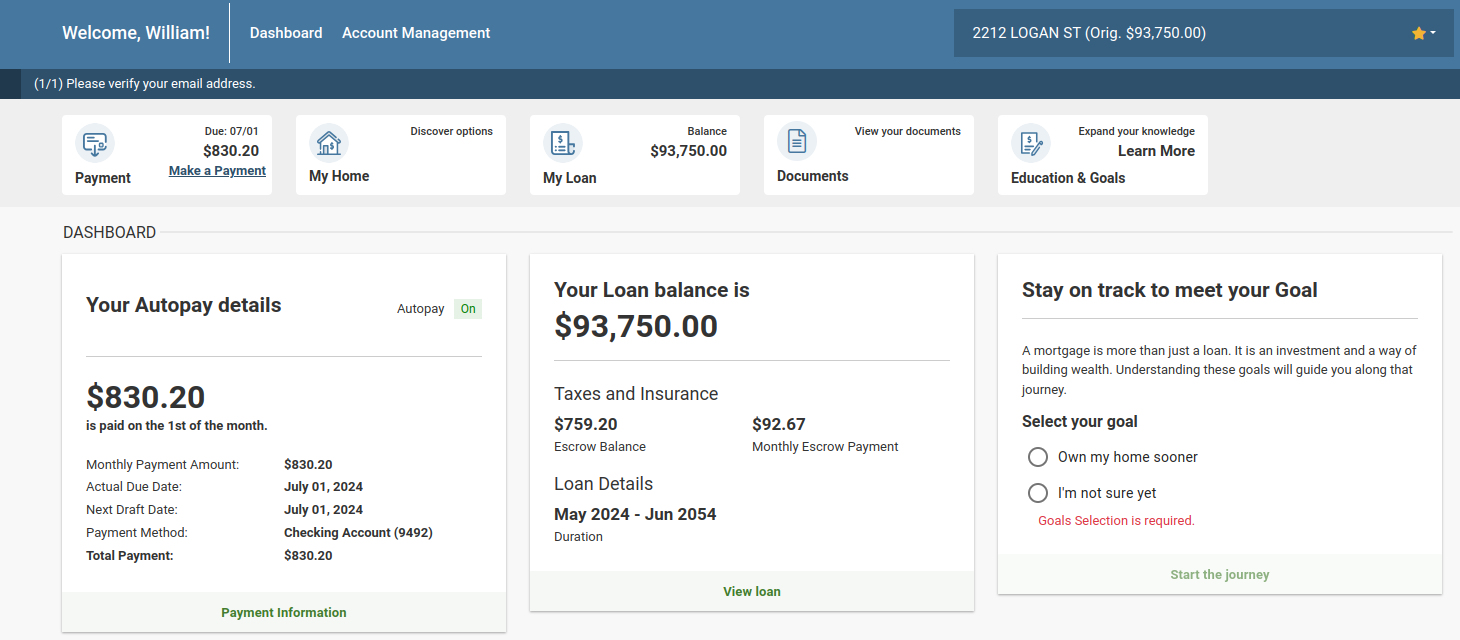 Welcome, William!
Dashboard
Account Management
2212 LOGAN ST (Orig. $93,750.00)
(1/1) Please verify your email address.
Due: 07/01
$830.20
Make a Payment
Payment
Discover options
My Home
Balance
$93,750.00
My Loan
View your documents
Documents
Expand your knowledge
Learn More
Education & Goals
DASHBOARD
Your Autopay details
Autopay On
$830.20
is paid on the 1st of the month.
Monthly Payment Amount: $830.20
Actual Due Date: July 01, 2024
Next Draft Date: July 01, 2024
Payment Method: Checking Account (9492)
Total Payment: $830.20
Payment Information
Your Loan balance is
$93,750.00
Taxes and Insurance
$759.20 $92.67
Escrow Balance Monthly Escrow Payment
Loan Details
May 2024 - Jun 2054
Duration
View loan
Stay on track to meet your Goal
A mortgage is more than just a loan. It is an investment and a way of
building wealth. Understanding these goals will guide you along that
journey.
Select your goal
Own my home sooner
I'm not sure yet
Goals Selection is required.
Start the journey